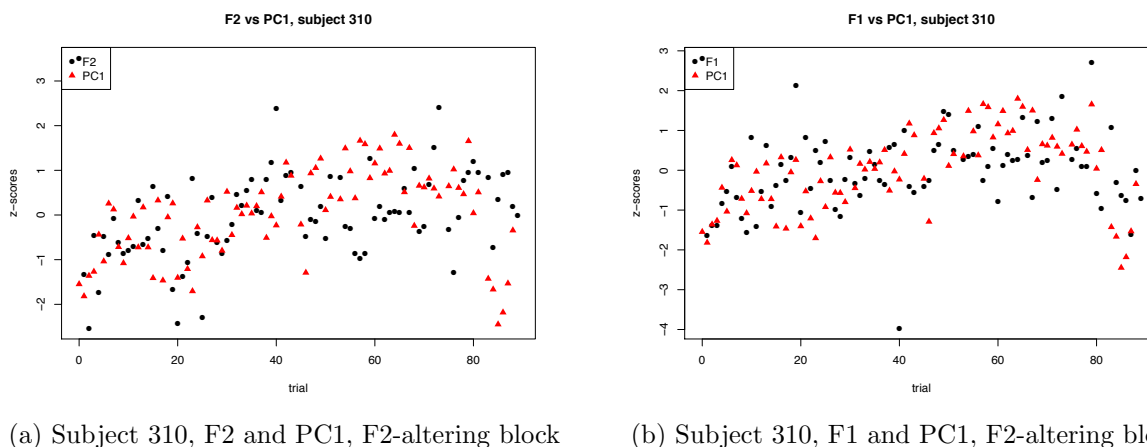 F2 vs PC1, subject 310
F2
PC1
z−scores
3
2
1
0
−1
−2
0 20 40 60 80
trial
(a) Subject 310, F2 and PC1, F2-altering block
F1 vs PC1, subject 310
F1
PC1
z−scores
3
2
1
0
−1
−2
−3
−4
0 20 40 60 80
trial
(b) Subject 310, F1 and PC1, F2-altering bl